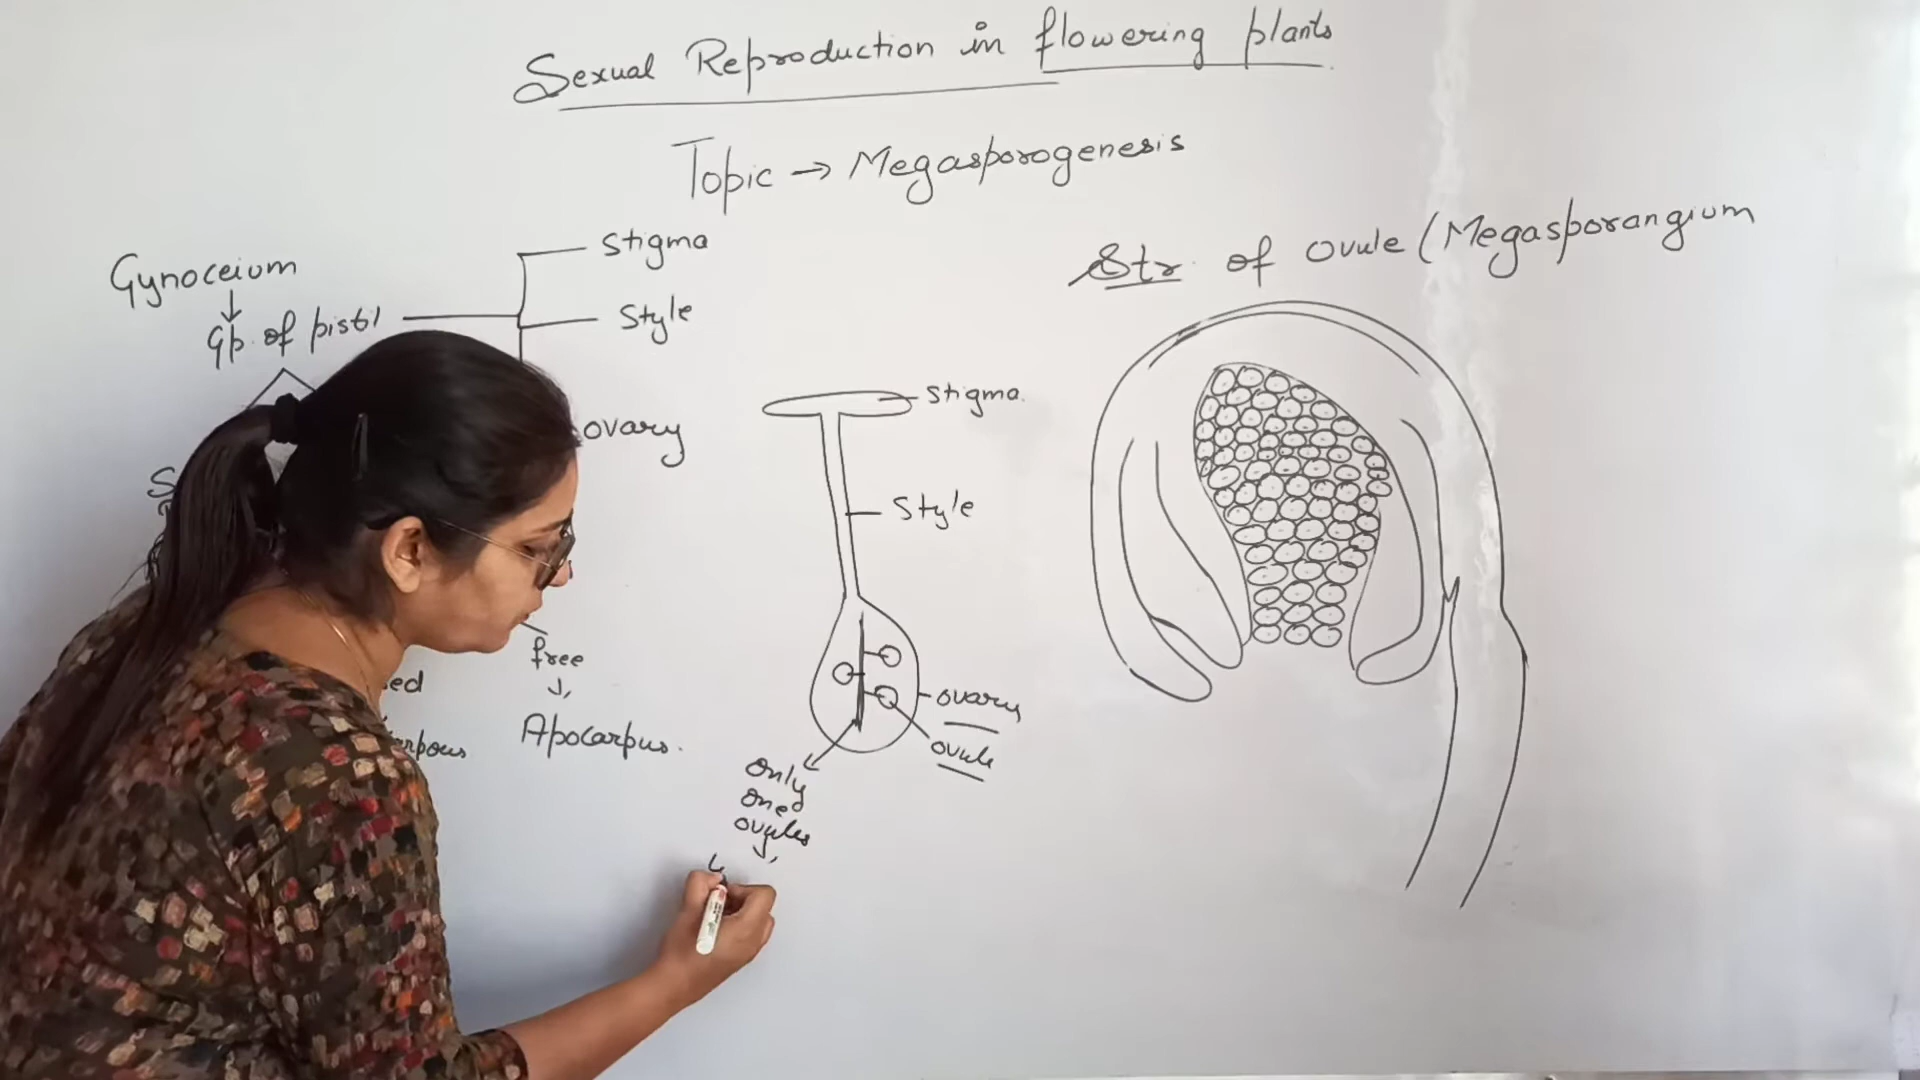 Sexual Reproduction in flowering plants
Topic → Megasporogenesis
Gynoceium
↓
Gp. of pistil
Stigma
Style
ovary
free
↓
Apocarpus.
Stigma.
Style
ovary
ovule
only
oned
ovules
↓
Str. of ovule (Megasporangium